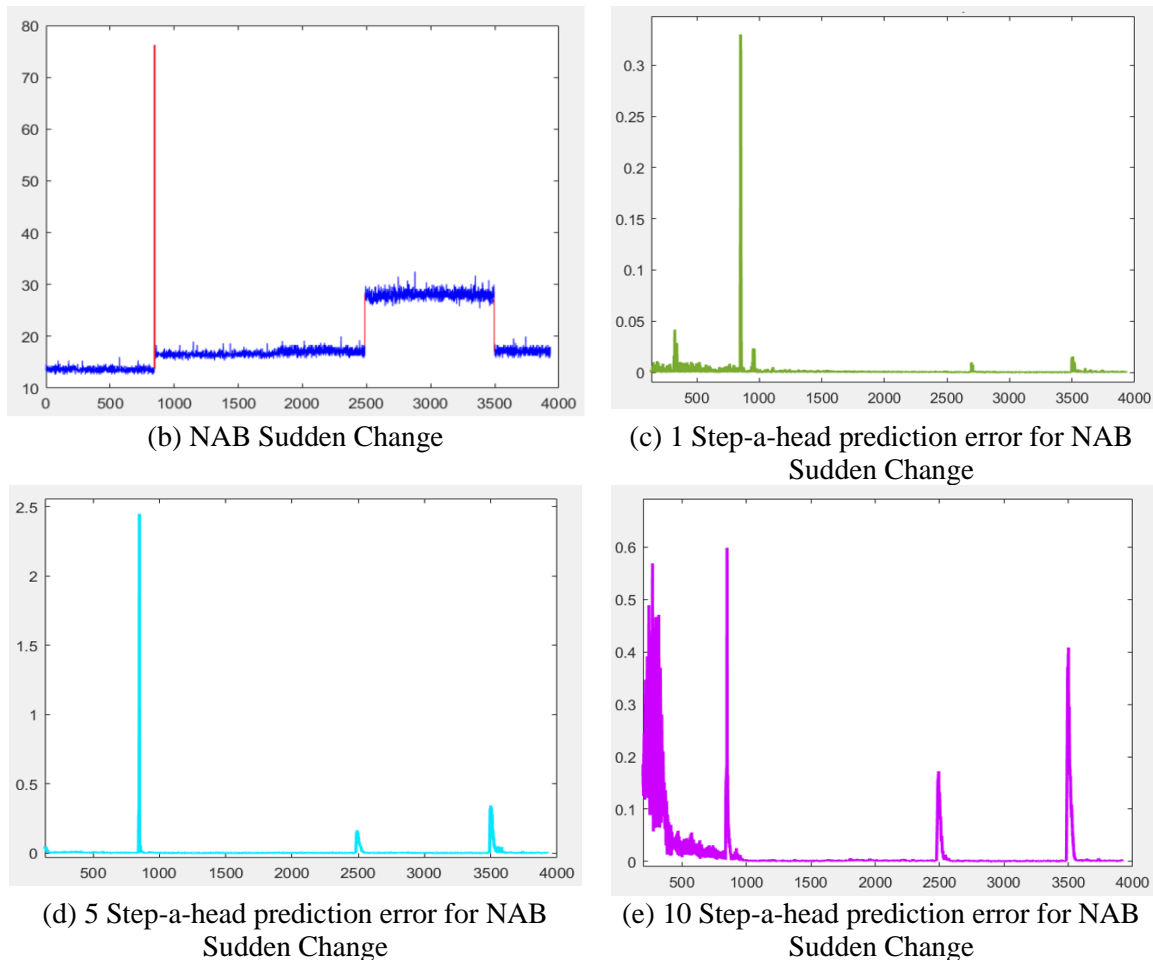 80
70
60
50
40
30
20
10
0 500 1000 1500 2000 2500 3000 3500 4000
(b) NAB Sudden Change
0.3
0.25
0.2
0.15
0.1
0.05
0
500 1000 1500 2000 2500 3000 3500 4000
(c) 1 Step-a-head prediction error for NAB
Sudden Change
2.5
2
1.5
1
0.5
0
500 1000 1500 2000 2500 3000 3500 4000
(d) 5 Step-a-head prediction error for NAB
Sudden Change
0.6
0.5
0.4
0.3
0.2
0.1
0
500 1000 1500 2000 2500 3000 3500 4000
(e) 10 Step-a-head prediction error for NAB
Sudden Change